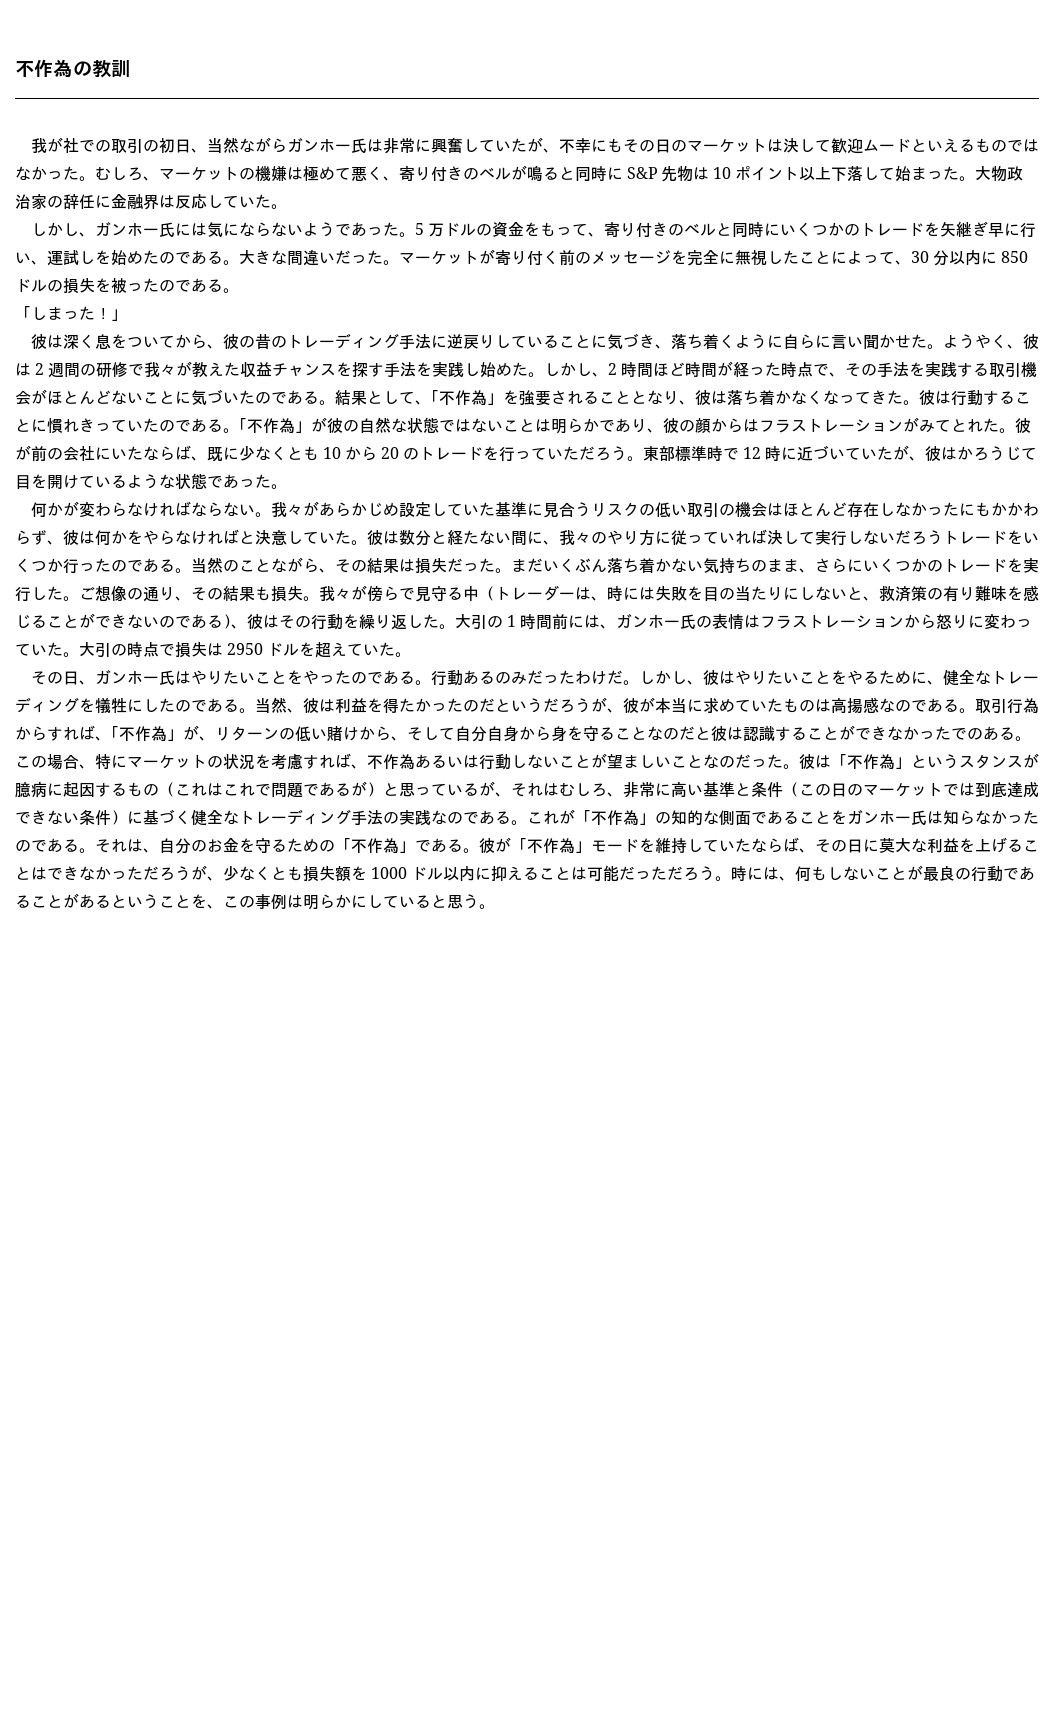 不作為の教訓
　我が社での取引の初日、当然ながらガンホー氏は非常に興奮していたが、不幸にもその日のマーケットは決して歓迎ムードといえるものでは
なかった。むしろ、マーケットの機嫌は極めて悪く、寄り付きのベルが鳴ると同時に S&P 先物は 10 ポイント以上下落して始まった。大物政
治家の辞任に金融界は反応していた。
　しかし、ガンホー氏には気にならないようであった。5 万ドルの資金をもって、寄り付きのベルと同時にいくつかのトレードを矢継ぎ早に行
い、運試しを始めたのである。大きな間違いだった。マーケットが寄り付く前のメッセージを完全に無視したことによって、30 分以内に 850
ドルの損失を被ったのである。
「しまった！」
　彼は深く息をついてから、彼の昔のトレーディング手法に逆戻りしていることに気づき、落ち着くように自らに言い聞かせた。ようやく、彼
は 2 週間の研修で我々が教えた収益チャンスを探す手法を実践し始めた。しかし、2 時間ほど時間が経った時点で、その手法を実践する取引機
会がほとんどないことに気づいたのである。結果として、「不作為」を強要されることとなり、彼は落ち着かなくなってきた。彼は行動するこ
とに慣れきっていたのである。「不作為」が彼の自然な状態ではないことは明らかであり、彼の顔からはフラストレーションがみてとれた。彼
が前の会社にいたならば、既に少なくとも 10 から 20 のトレードを行っていただろう。東部標準時で 12 時に近づいていたが、彼はかろうじて
目を開けているような状態であった。
　何かが変わらなければならない。我々があらかじめ設定していた基準に見合うリスクの低い取引の機会はほとんど存在しなかったにもかかわ
らず、彼は何かをやらなければと決意していた。彼は数分と経たない間に、我々のやり方に従っていれば決して実行しないだろうトレードをい
くつか行ったのである。当然のことながら、その結果は損失だった。まだいくぶん落ち着かない気持ちのまま、さらにいくつかのトレードを実
行した。ご想像の通り、その結果も損失。我々が傍らで見守る中（トレーダーは、時には失敗を目の当たりにしないと、救済策の有り難味を感
じることができないのである）、彼はその行動を繰り返した。大引の 1 時間前には、ガンホー氏の表情はフラストレーションから怒りに変わっ
ていた。大引の時点で損失は 2950 ドルを超えていた。
　その日、ガンホー氏はやりたいことをやったのである。行動あるのみだったわけだ。しかし、彼はやりたいことをやるために、健全なトレー
ディングを犠牲にしたのである。当然、彼は利益を得たかったのだというだろうが、彼が本当に求めていたものは高揚感なのである。取引行為
からすれば、「不作為」が、リターンの低い賭けから、そして自分自身から身を守ることなのだと彼は認識することができなかったでのある。
この場合、特にマーケットの状況を考慮すれば、不作為あるいは行動しないことが望ましいことなのだった。彼は「不作為」というスタンスが
臆病に起因するもの（これはこれで問題であるが）と思っているが、それはむしろ、非常に高い基準と条件（この日のマーケットでは到底達成
できない条件）に基づく健全なトレーディング手法の実践なのである。これが「不作為」の知的な側面であることをガンホー氏は知らなかった
のである。それは、自分のお金を守るための「不作為」である。彼が「不作為」モードを維持していたならば、その日に莫大な利益を上げるこ
とはできなかっただろうが、少なくとも損失額を 1000 ドル以内に抑えることは可能だっただろう。時には、何もしないことが最良の行動であ
ることがあるということを、この事例は明らかにしていると思う。